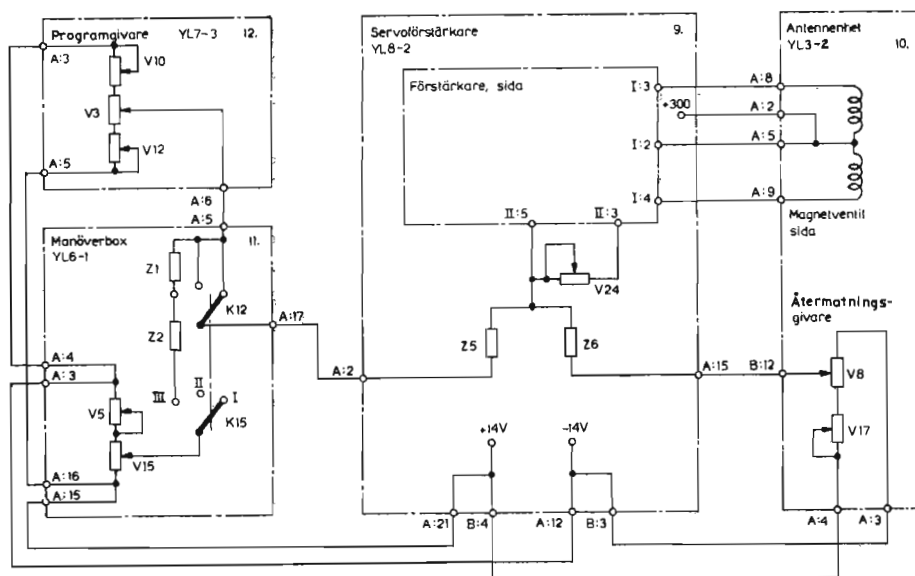 Programgivare YL7-3 12.
A:3
V10
V3
V12
A:5
A:6
A:5
Manöverbox 11.
YL6-1
Z1
K12
Z2
A:17
A:4
A:3
III
II
I
V5
K15
V15
A:16
A:15
Servoförstärkare 9.
YL8-2
Förstärkare, sida
I:3
+300
I:2
I:4
II:5
II:3
V24
Z5
Z6
A:2
A:15
+14V
-14V
A:21
B:4
A:12
B:3
Antennenhet
YL3-2 10.
A:8
A:2
A:5
A:9
Magnetventil
sida
Återmatnings-
givare
B:12
V8
V17
A:4
A:3